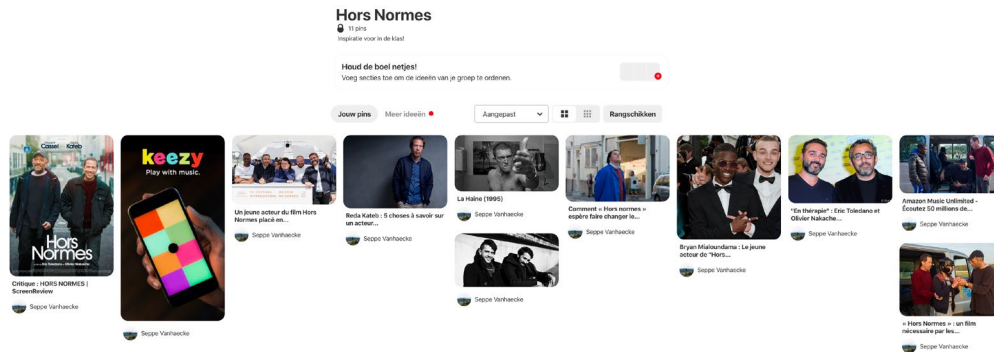 Hors Normes
11 pins
Inspiratie voor in de klas!
Houd de boel netjes!
Voeg secties toe om de ideeën van je groep te ordenen.
Jouw pins
Meer ideeën
Aangepast
Rangschikken
Cassel
Kateb
Hors
Normes
Critique : HORS NORMES |
ScreenReview
Seppe Vanhaecke
keezy
Play with music.
Seppe Vanhaecke
Un jeune acteur du film Hors
Normes placé en...
Seppe Vanhaecke
Reda Kateb : 5 choses à savoir sur
un acteur...
Seppe Vanhaecke
La Haine (1995)
Seppe Vanhaecke
Seppe Vanhaecke
Comment « Hors normes »
espère faire changer le...
Seppe Vanhaecke
Bryan Mialoundama : Le jeune
acteur de "Hors...
Seppe Vanhaecke
"En thérapie" : Eric Toledano et
Olivier Nakache...
Seppe Vanhaecke
Amazon Music Unlimited -
Écoutez 50 millions de...
Seppe Vanhaecke
« Hors Normes » : un film
nécessaire par les...
Seppe Vanhaecke